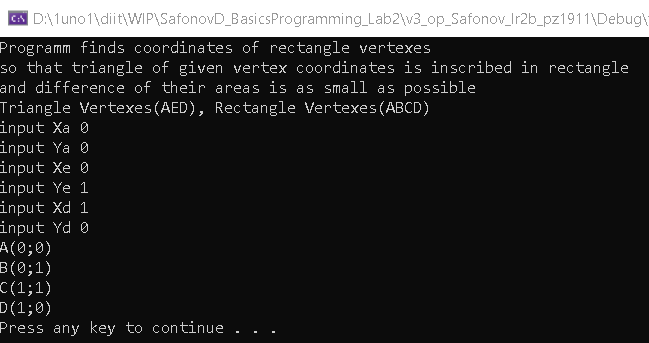 D:\1uno1\diit\WIP\SafonovD_BasicsProgramming_Lab2\v3_op_Safonov_lr2b_pz1911\Debug\
Programm finds coordinates of rectangle vertexes
so that triangle of given vertex coordinates is inscribed in rectangle
and difference of their areas is as small as possible
Triangle Vertexes(AED), Rectangle Vertexes(ABCD)
input Xa 0
input Ya 0
input Xe 0
input Ye 1
input Xd 1
input Yd 0
A(0;0)
B(0;1)
C(1;1)
D(1;0)
Press any key to continue . . .